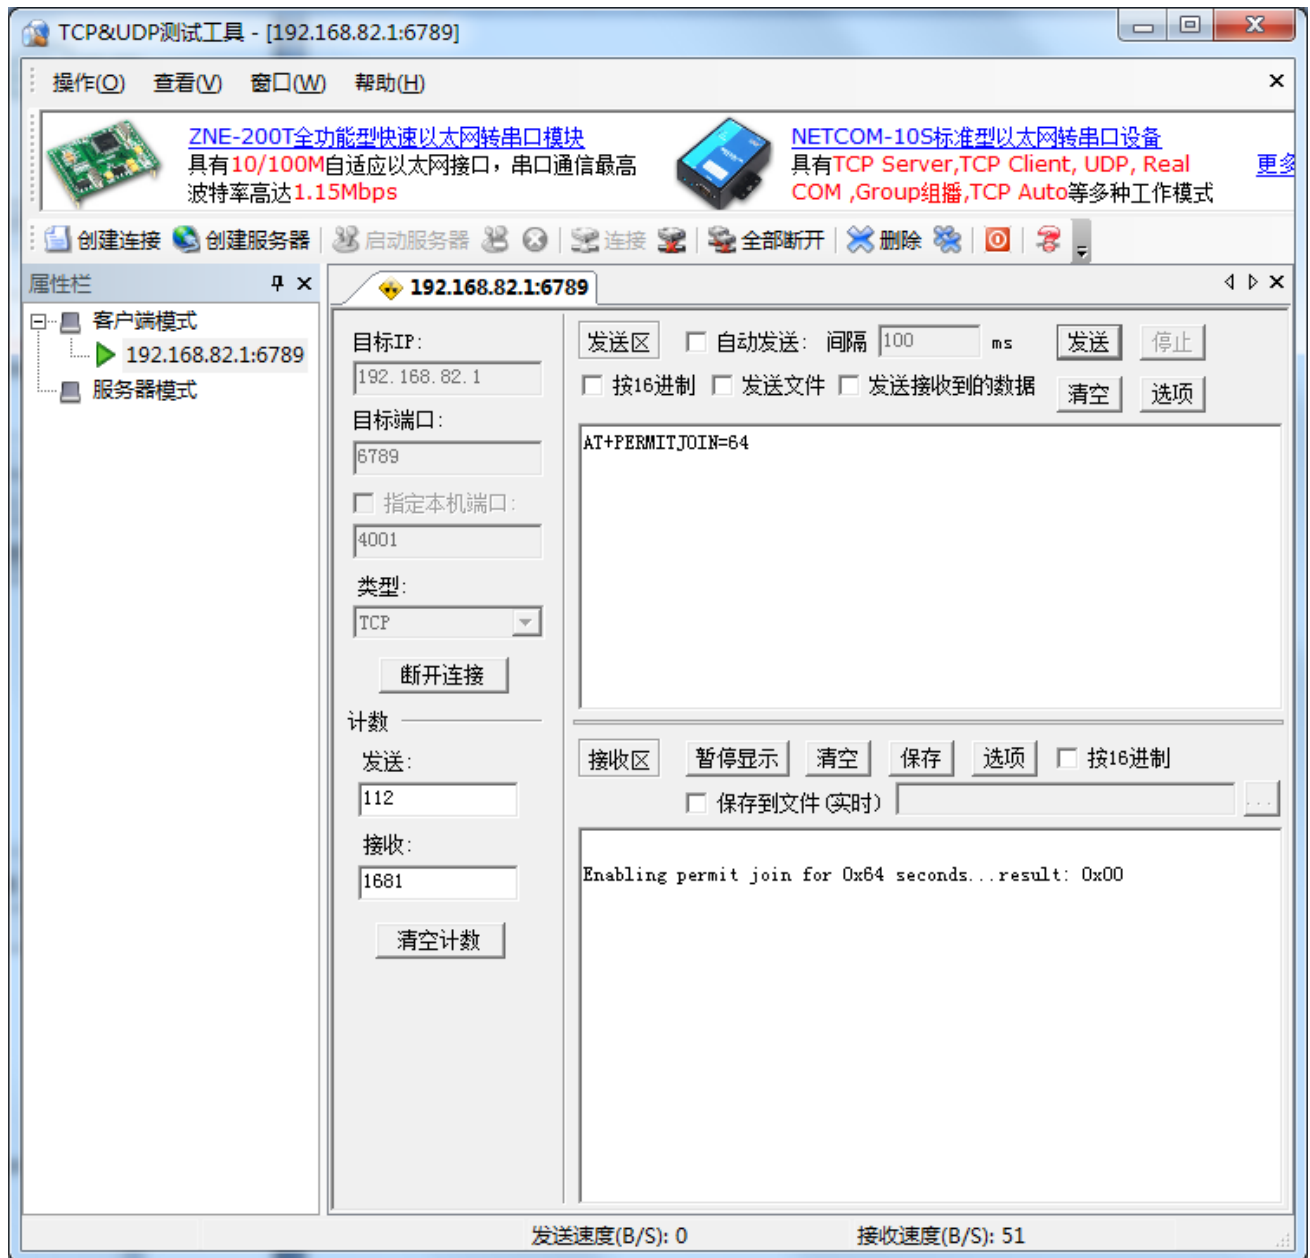 TCP&UDP测试工具 - [192.168.82.1:6789]
操作(O) 查看(V) 窗口(W) 帮助(H)
ZNE-200T全功能型快速以太网转串口模块
具有10/100M自适应以太网接口，串口通信最高
波特率高达1.15Mbps
NETCOM-10S标准型以太网转串口设备
具有TCP Server,TCP Client, UDP, Real
COM ,Group组播,TCP Auto等多种工作模式
更多
创建连接 创建服务器 启动服务器 连接 全部断开 删除
属性栏
客户端模式
192.168.82.1:6789
服务器模式
192.168.82.1:6789
目标IP:
192.168.82.1
目标端口:
6789
指定本机端口:
4001
类型:
TCP
断开连接
计数
发送:
112
接收:
1681
清空计数
发送区 自动发送: 间隔 100 ms 发送 停止
按16进制 发送文件 发送接收到的数据 清空 选项
AT+PERMITJOIN=64
接收区 暂停显示 清空 保存 选项 按16进制
保存到文件(实时) ...
Enabling permit join for 0x64 seconds...result: 0x00
发送速度(B/S): 0 接收速度(B/S): 51